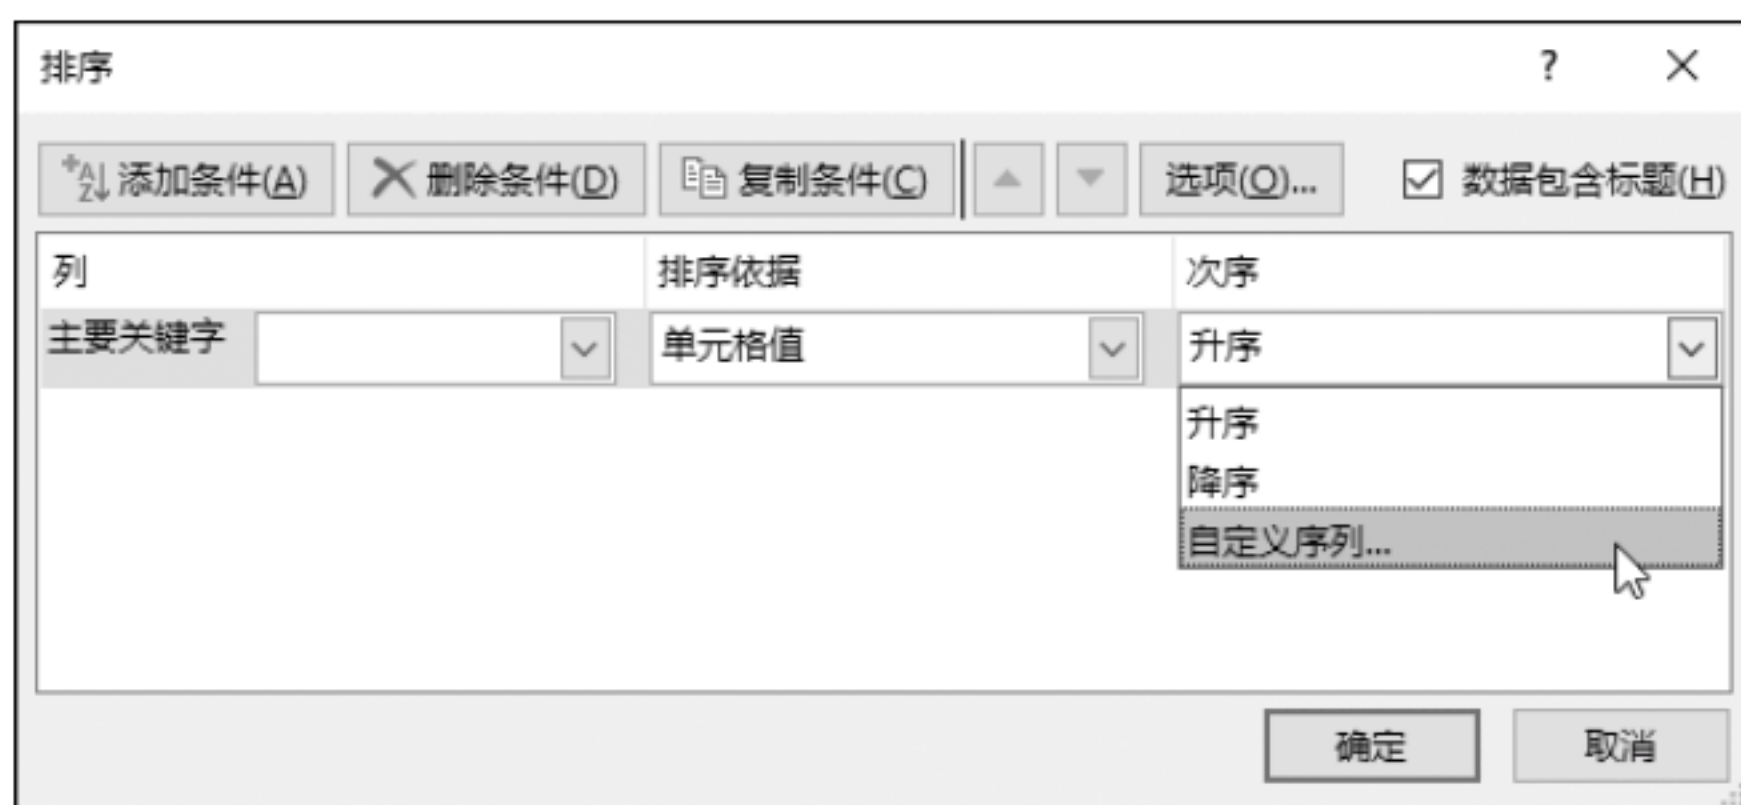 排序 ?
添加条件(A) 删除条件(D) 复制条件(C) 选项(O)... 数据包含标题(H)
列 排序依据 次序
主要关键字 单元格值 升序
升序
降序
自定义序列...
确定 取消